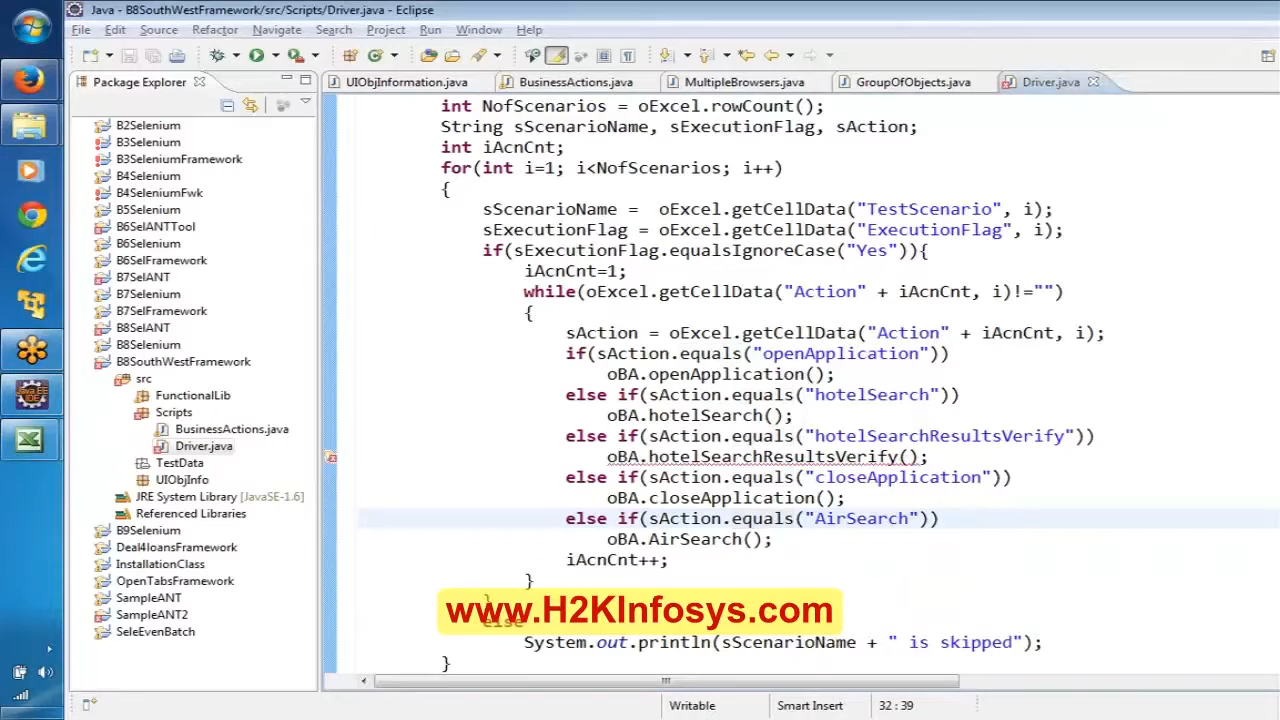 Java - B8SouthWestFramework/src/Scripts/Driver.java - Eclipse
File Edit Source Refactor Navigate Search Project Run Window Help
Package Explorer
UIObjInformation.java BusinessActions.java MultipleBrowsers.java GroupOfObjects.java Driver.java
B2Selenium
B3Selenium
B3SeleniumFramework
B4Selenium
B4SeleniumFwk
B5Selenium
B6SelANTTool
B6Selenium
B6SelFramework
B7SelANT
B7Selenium
B7SelFramework
B8SelANT
B8Selenium
B8SouthWestFramework
src
FunctionalLib
Scripts
BusinessActions.java
Driver.java
TestData
UIObjInfo
JRE System Library [JavaSE-1.6]
Referenced Libraries
B9Selenium
Deal4loansFramework
InstallationClass
OpenTabsFramework
SampleANT
SampleANT2
SeleEvenBatch
int NofScenarios = oExcel.rowCount();
String sScenarioName, sExecutionFlag, sAction;
int iAcnCnt;
for(int i=1; i<NofScenarios; i++)
{
sScenarioName = oExcel.getCellData("TestScenario", i);
sExecutionFlag = oExcel.getCellData("ExecutionFlag", i);
if(sExecutionFlag.equalsIgnoreCase("Yes")){
iAcnCnt=1;
while(oExcel.getCellData("Action" + iAcnCnt, i)!="")
{
sAction = oExcel.getCellData("Action" + iAcnCnt, i);
if(sAction.equals("openApplication"))
oBA.openApplication();
else if(sAction.equals("hotelSearch"))
oBA.hotelSearch();
else if(sAction.equals("hotelSearchResultsVerify"))
oBA.hotelSearchResultsVerify();
else if(sAction.equals("closeApplication"))
oBA.closeApplication();
else if(sAction.equals("AirSearch"))
oBA.AirSearch();
iAcnCnt++;
}
}
else
www.H2KInfosys.com
System.out.println(sScenarioName + " is skipped");
}
Writable Smart Insert 32 : 39